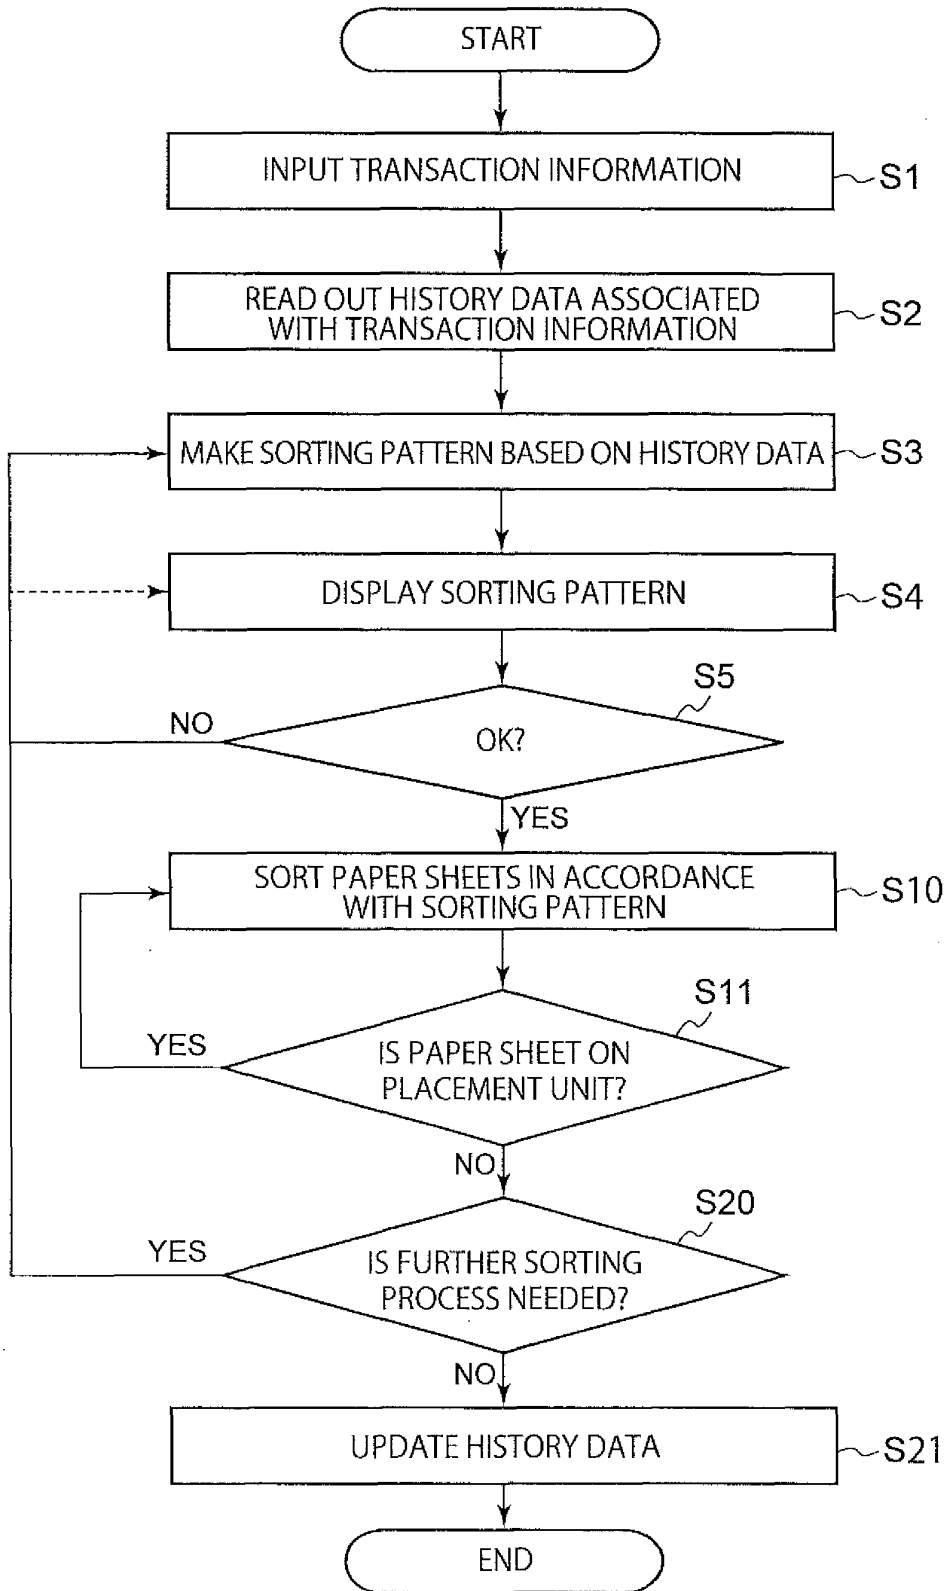 START
INPUT TRANSACTION INFORMATION
S1
READ OUT HISTORY DATA ASSOCIATED
WITH TRANSACTION INFORMATION
S2
MAKE SORTING PATTERN BASED ON HISTORY DATA
S3
DISPLAY SORTING PATTERN
S4
S5
OK?
NO
YES
SORT PAPER SHEETS IN ACCORDANCE
WITH SORTING PATTERN
S10
S11
IS PAPER SHEET ON
PLACEMENT UNIT?
YES
NO
S20
IS FURTHER SORTING
PROCESS NEEDED?
YES
NO
UPDATE HISTORY DATA
S21
END